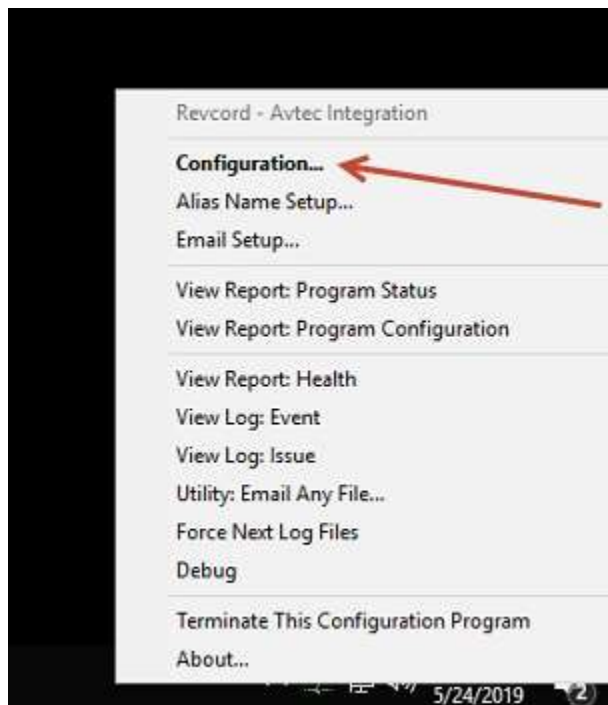 Revcord - Avtec Integration
Configuration...
Alias Name Setup...
Email Setup...
View Report: Program Status
View Report: Program Configuration
View Report: Health
View Log: Event
View Log: Issue
Utility: Email Any File...
Force Next Log Files
Debug
Terminate This Configuration Program
About...
5/24/2019
2